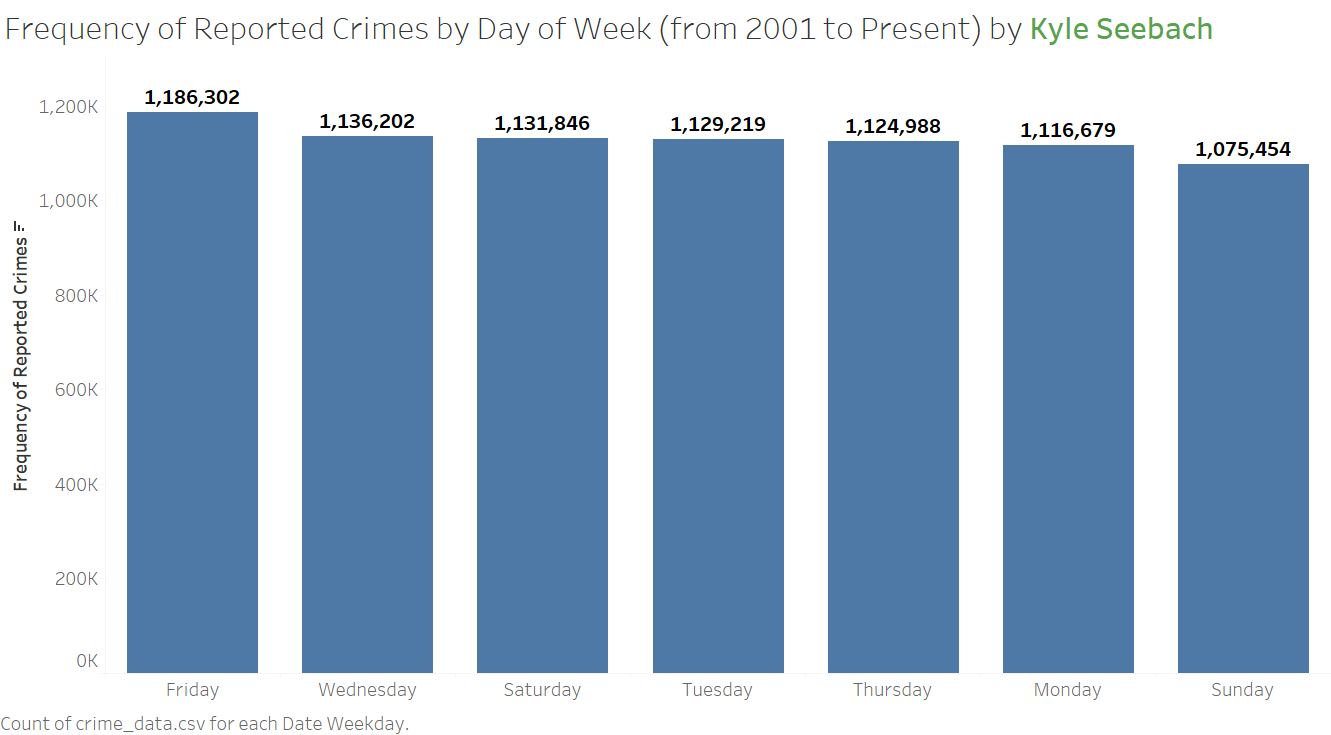 Frequency of Reported Crimes by Day of Week (from 2001 to Present) by Kyle Seebach
Frequency of Reported Crimes
1,200K
1,000K
800K
600K
400K
200K
0K
1,186,302
1,136,202
1,131,846
1,129,219
1,124,988
1,116,679
1,075,454
Friday
Wednesday
Saturday
Tuesday
Thursday
Monday
Sunday
Count of crime_data.csv for each Date Weekday.